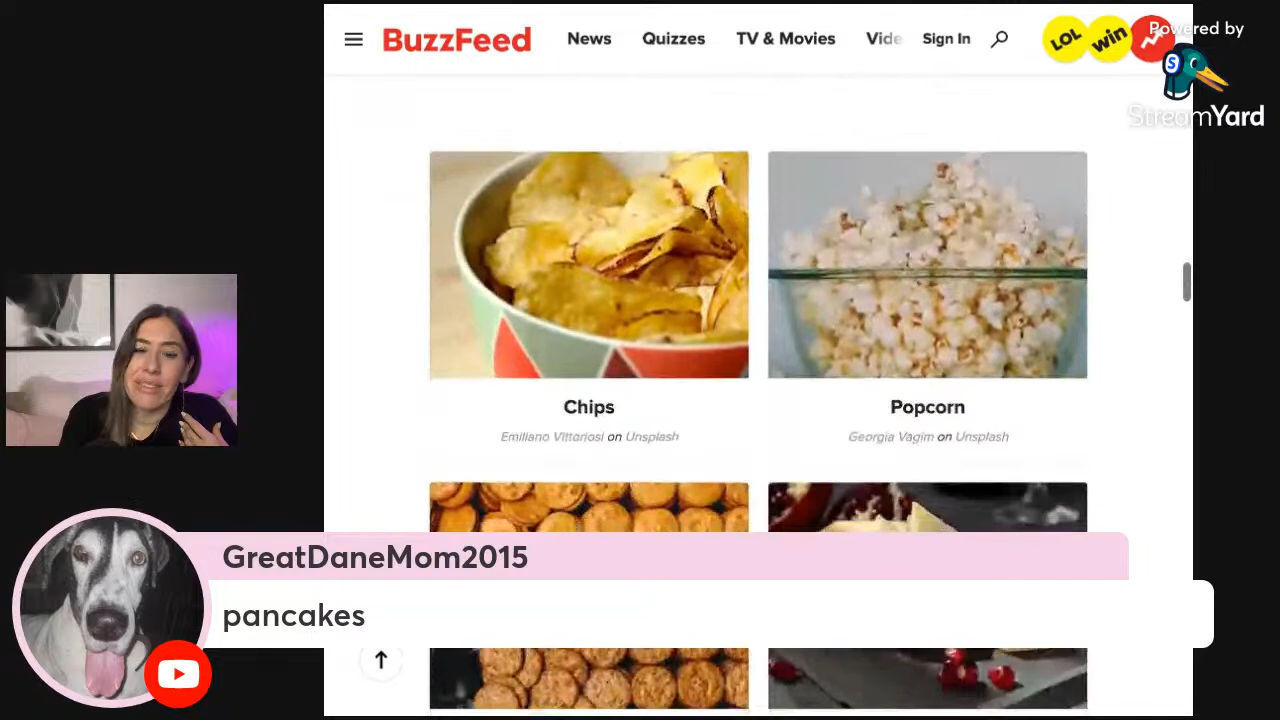 BuzzFeed
News
Quizzes
TV & Movies
Vide
Sign In
LOL
win
Powered by
S
StreamYard
Chips
Popcorn
Emiliano Vittoriosi on Unsplash
Georgia Vagim on Unsplash
GreatDaneMom2015
pancakes